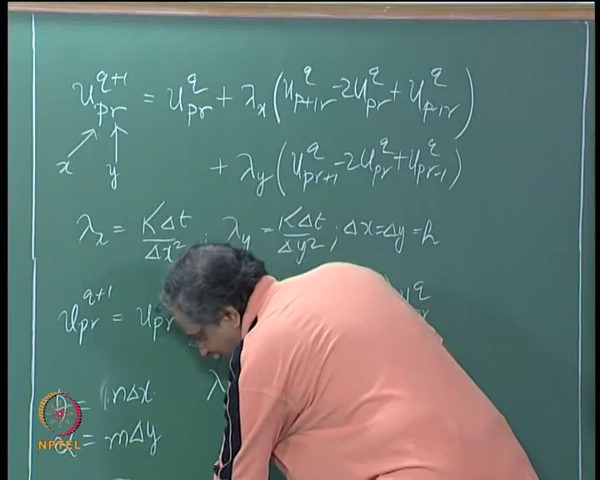 u_{pr}^{q+1} = u_{pr}^{q} + λ_x (u_{p+1r}^{q} - 2u_{pr}^{q} + u_{p-1r}^{q})
x y + λ_y (u_{pr+1}^{q} - 2u_{pr}^{q} + u_{pr-1}^{q})
λ_x = KΔt/Δx² ; λ_y = KΔt/Δy² ; Δx = Δy = h
u_{pr}^{q+1} = u_{pr}
= nΔx λ
= mΔy
NPTEL